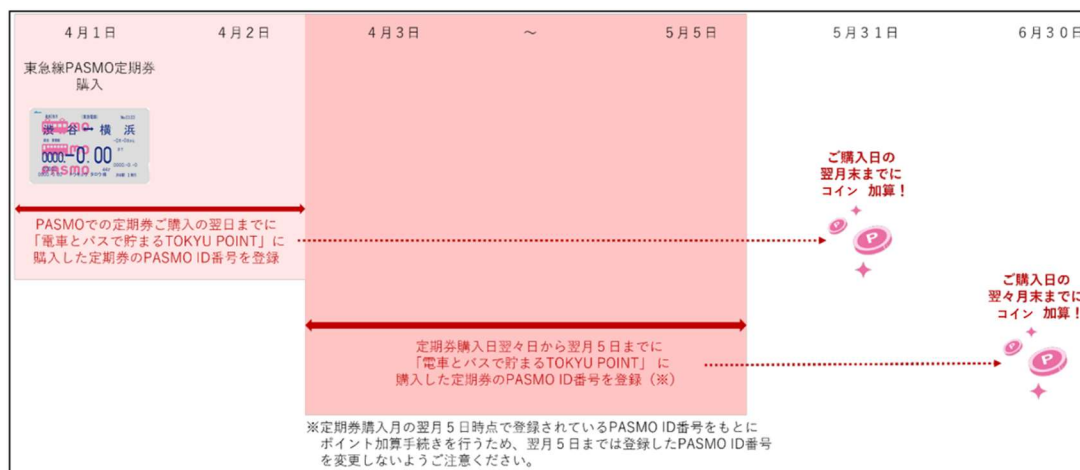 4月1日
4月2日
4月3日
～
5月5日
5月31日
6月30日
東急線PASMO定期券
購入
渋谷→横浜
PASMO
ご購入日の
翌月末までに
コイン 加算！
PASMOでの定期券ご購入の翌日までに
「電車とバスで貯まるTOKYU POINT」に
購入した定期券のPASMO ID番号を登録
ご購入日の
翌々月末までに
コイン 加算！
定期券購入日翌々日から翌月5日までに
「電車とバスで貯まるTOKYU POINT」 に
購入した定期券のPASMO ID番号を登録（※）
※定期券購入月の翌月５日時点で登録されているPASMO ID番号をもとに
ポイント加算手続きを行うため、翌月５日までは登録したPASMO ID番号
を変更しないようご注意ください。